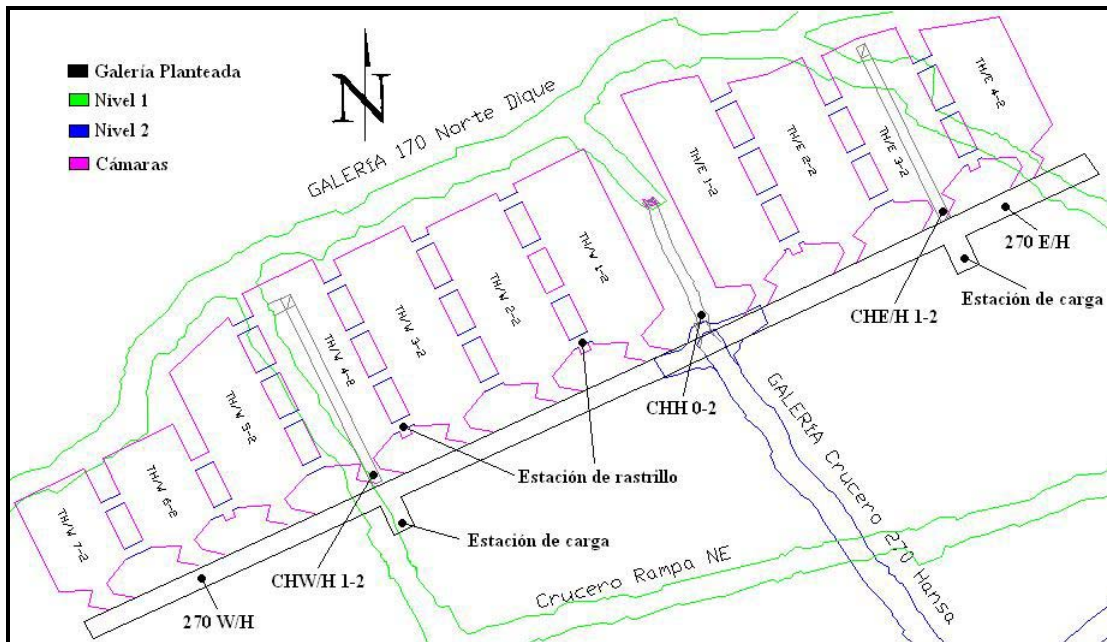 Galería Planteada
Nivel 1
Nivel 2
Cámaras
N
GALERÍA 170 Norte Dique
TH/E 4-2
TH/E 3-2
TH/E 2-2
TH/E 1-2
TH/W 1-2
TH/W 2-2
TH/W 3-2
TH/W 4-2
TH/W 5-2
TH/W 6-2
TH/W 7-2
270 E/H
Estación de carga
CHE/H 1-2
CHH 0-2
GALERÍA Crucero 270 Hansa
Estación de rastrillo
Estación de carga
Crucero Rampa NE
CHW/H 1-2
270 W/H